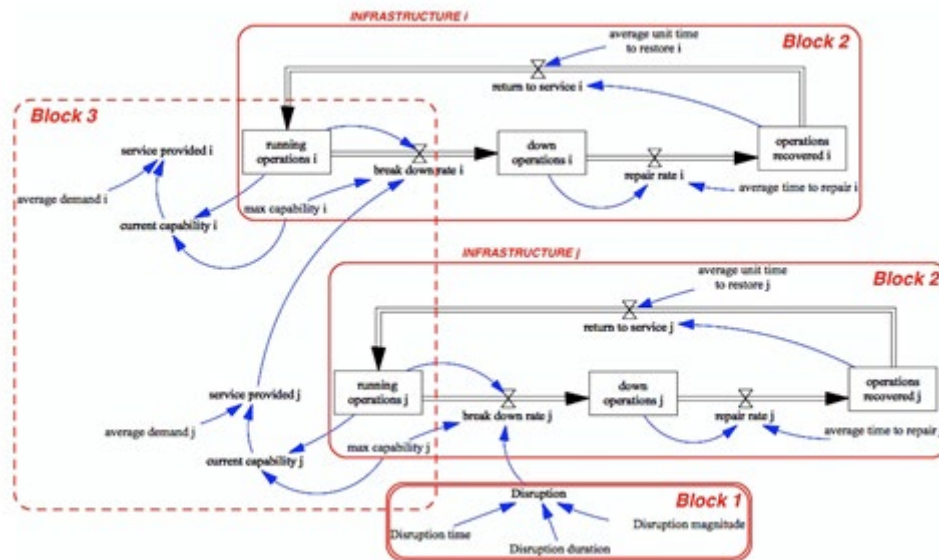 INFRASTRUCTURE i
average unit time
to restore i
Block 2
return to service i
Block 3
running
operations i
down
operations i
operations
recovered i
service provided i
break down rate i
repair rate i
average time to repair i
average demand i
max capability i
current capability i
INFRASTRUCTURE j
average unit time
to restore j
Block 2
return to service j
running
operations j
down
operations j
operations
recovered j
service provided j
break down rate j
repair rate j
average time to repair j
average demand j
max capability j
current capability j
Disruption
Block 1
Disruption time
Disruption magnitude
Disruption duration